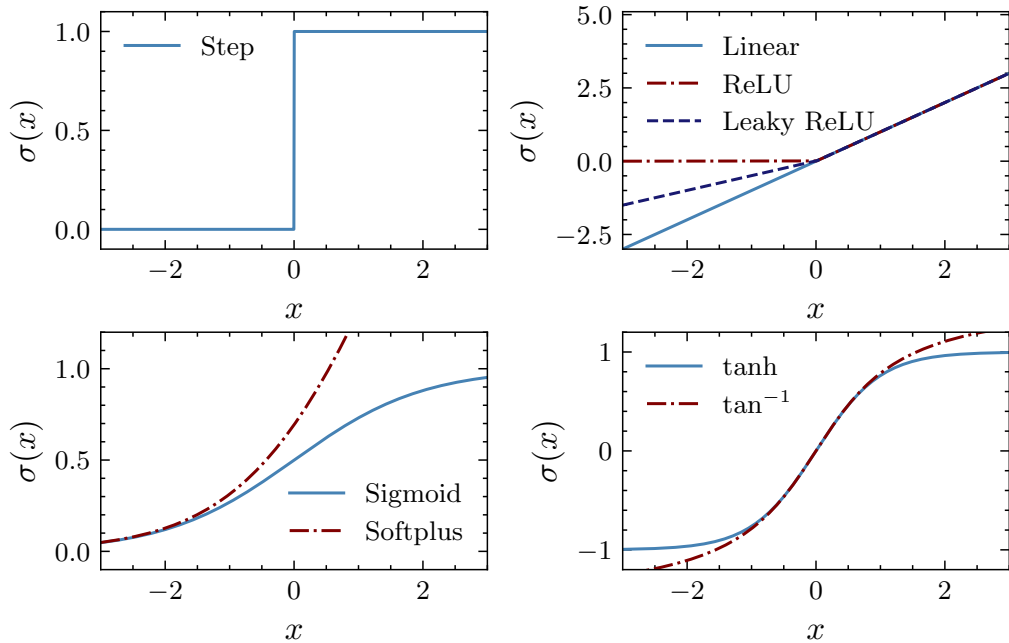 1.0
0.5
0.0
σ(x)
Step
−2
0
2
x
5.0
2.5
0.0
−2.5
σ(x)
Linear
ReLU
Leaky ReLU
−2
0
2
x
1.0
0.5
0.0
σ(x)
Sigmoid
Softplus
−2
0
2
x
1
0
−1
σ(x)
tanh
tan⁻¹
−2
0
2
x